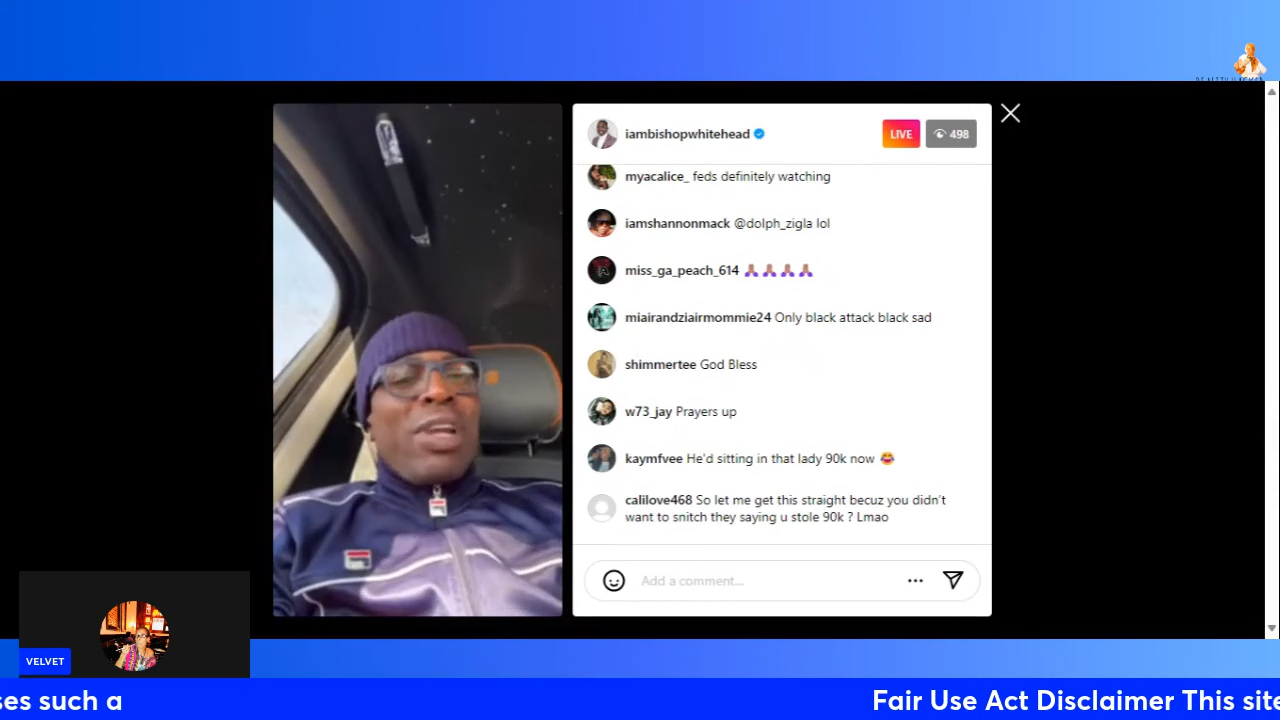 iambishopwhitehead
LIVE
498
myacalice_ feds definitely watching
iamshannonmack @dolph_zigla lol
miss_ga_peach_614 🙏🏽🙏🏽🙏🏽🙏🏽
miairandziairmommie24 Only black attack black sad
shimmertee God Bless
w73_jay Prayers up
kaymfvee He'd sitting in that lady 90k now 😂
calilove468 So let me get this straight becuz you didn't
want to snitch they saying u stole 90k ? Lmao
Add a comment...
VELVET
ses such a
Fair Use Act Disclaimer This site